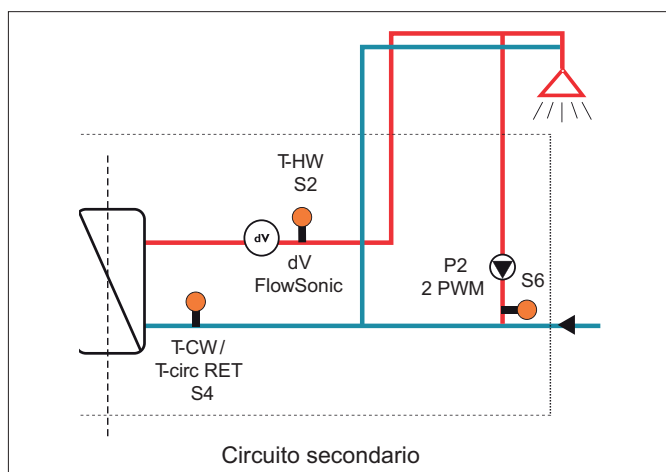 T-HW
S2
dV
dV
FlowSonic
P2
2 PWM
S6
T-CW/
T-circ RET
S4
Circuito secondario